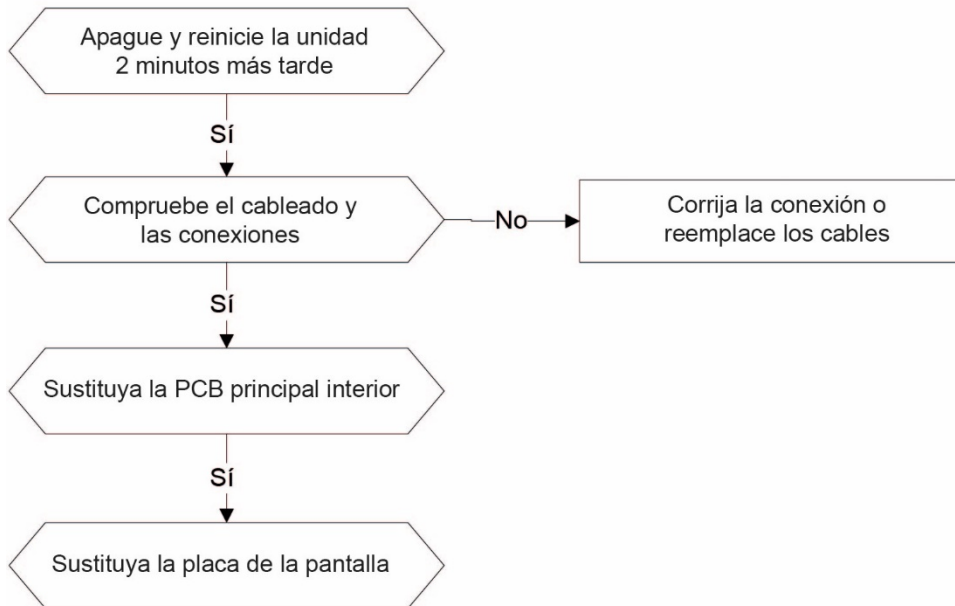 Apague y reinicie la unidad
2 minutos más tarde
Sí
Compruebe el cableado y
las conexiones
No
Corrija la conexión o
reemplace los cables
Sí
Sustituya la PCB principal interior
Sí
Sustituya la placa de la pantalla